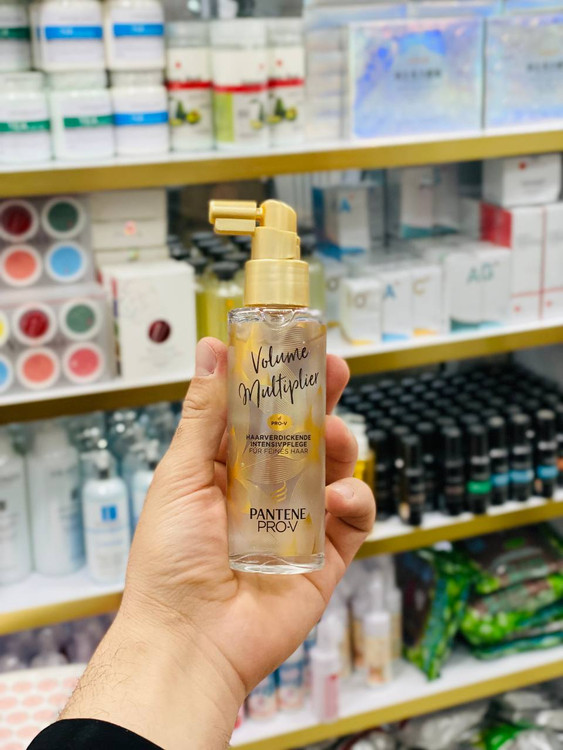 Volume
Multiplier
PRO-V
HAARVERDICKENDE
INTENSIVPFLEGE
FÜR FEINES HAAR
PANTENE
PRO-V